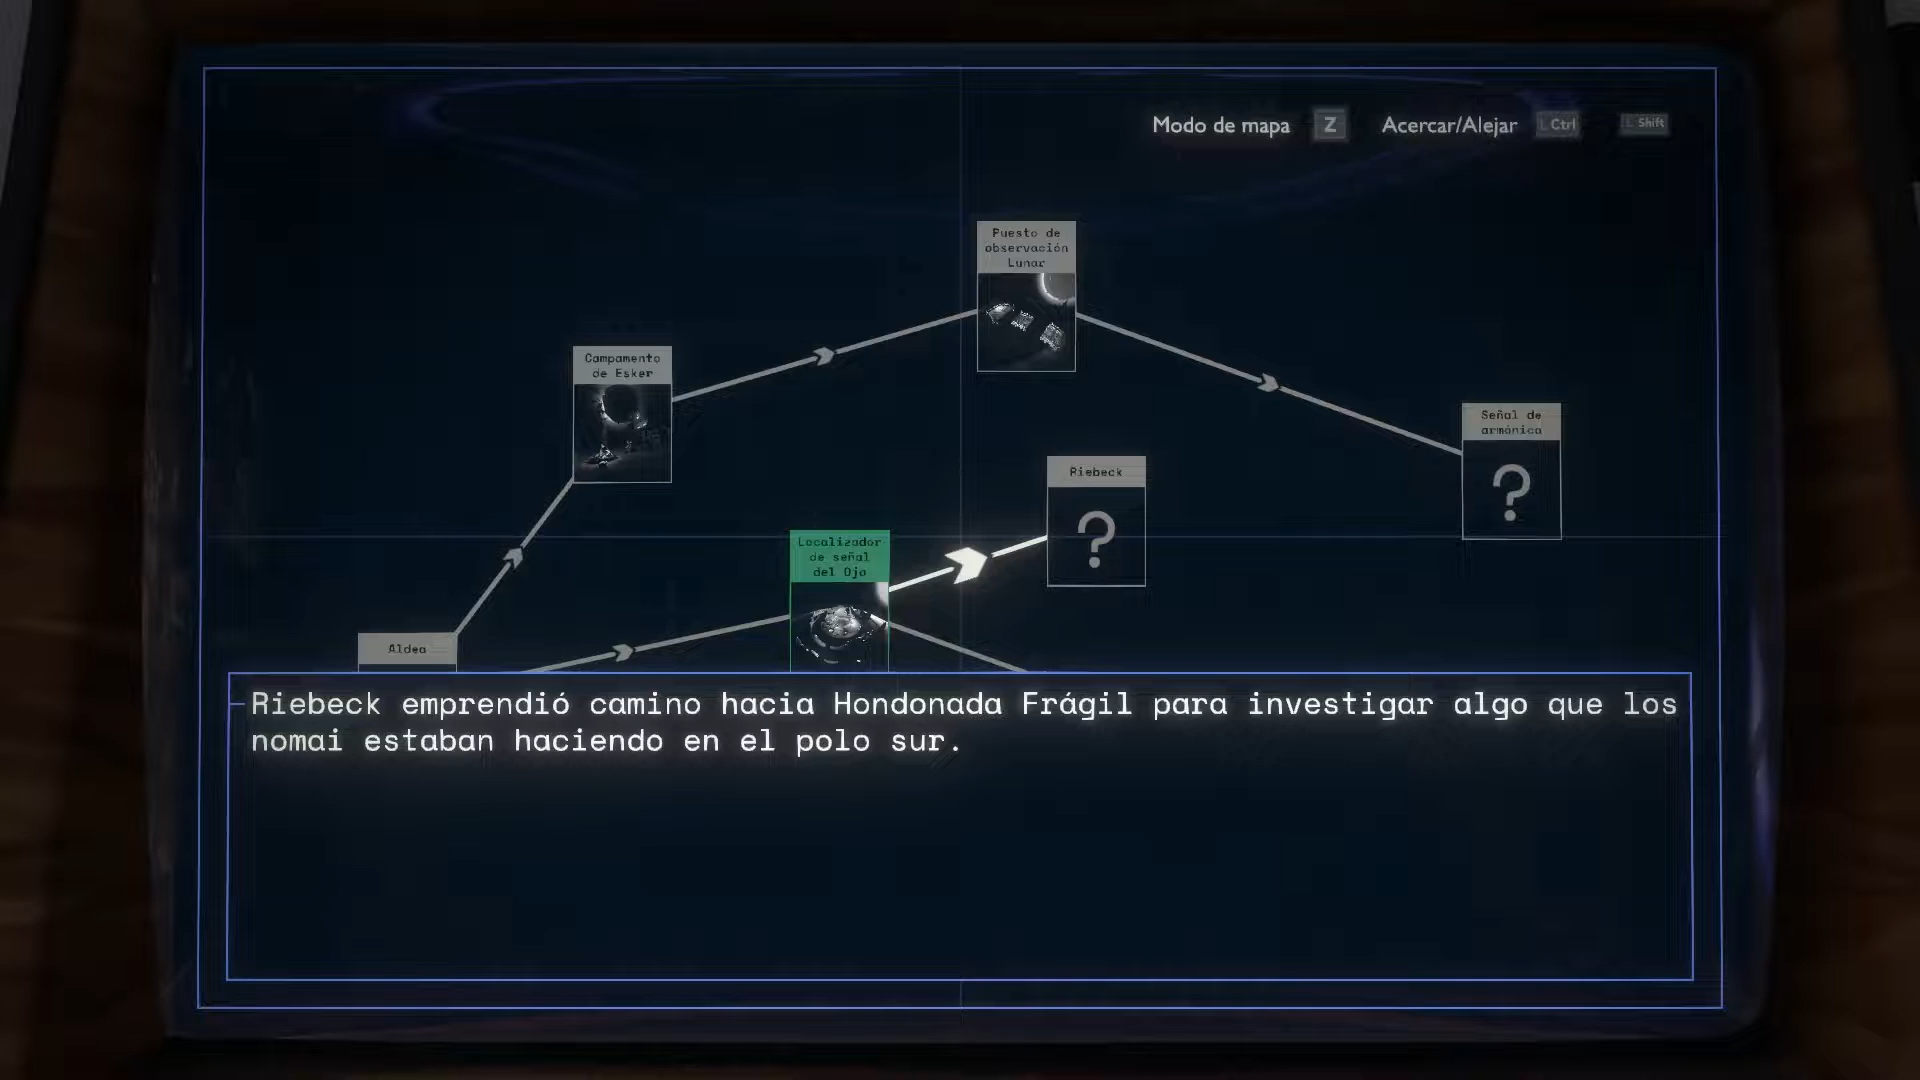 Modo de mapa Z Acercar/Alejar L Ctrl L Shift
Puesto de
observación
Lunar
Campamento
de Esker
Señal de
armónica
Riebeck
Localizador
de señal
del Ojo
Aldea
Riebeck emprendió camino hacia Hondonada Frágil para investigar algo que los
nomai estaban haciendo en el polo sur.